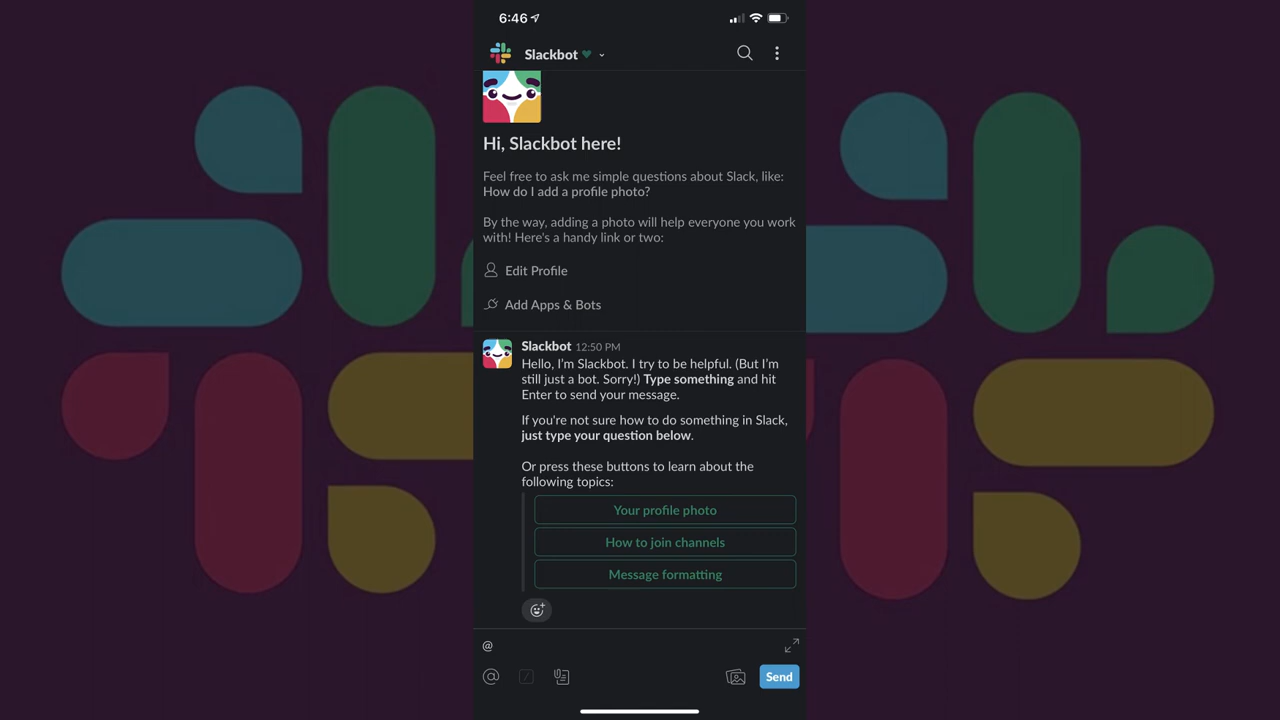 6:46
Slackbot
Hi, Slackbot here!
Feel free to ask me simple questions about Slack, like:
How do I add a profile photo?
By the way, adding a photo will help everyone you work
with! Here's a handy link or two:
Edit Profile
Add Apps & Bots
Slackbot 12:50 PM
Hello, I'm Slackbot. I try to be helpful. (But I'm
still just a bot. Sorry!) Type something and hit
Enter to send your message.
If you're not sure how to do something in Slack,
just type your question below.
Or press these buttons to learn about the
following topics:
Your profile photo
How to join channels
Message formatting
@
@ /
Send